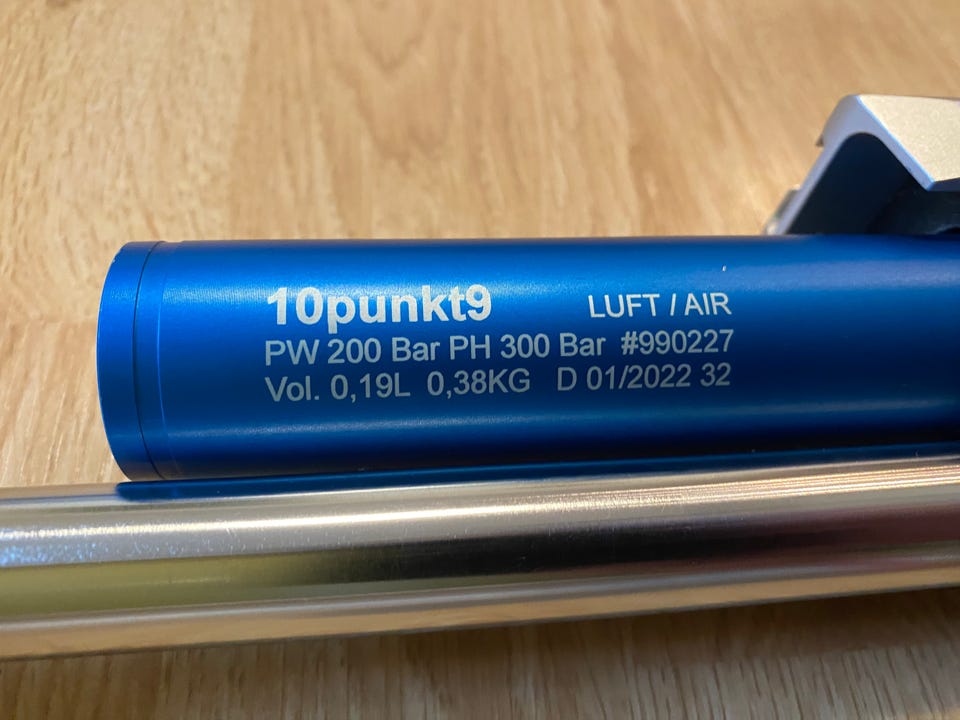 10punkt9 LUFT / AIR
PW 200 Bar PH 300 Bar #990227
Vol. 0,19L 0,38KG D 01/2022 32